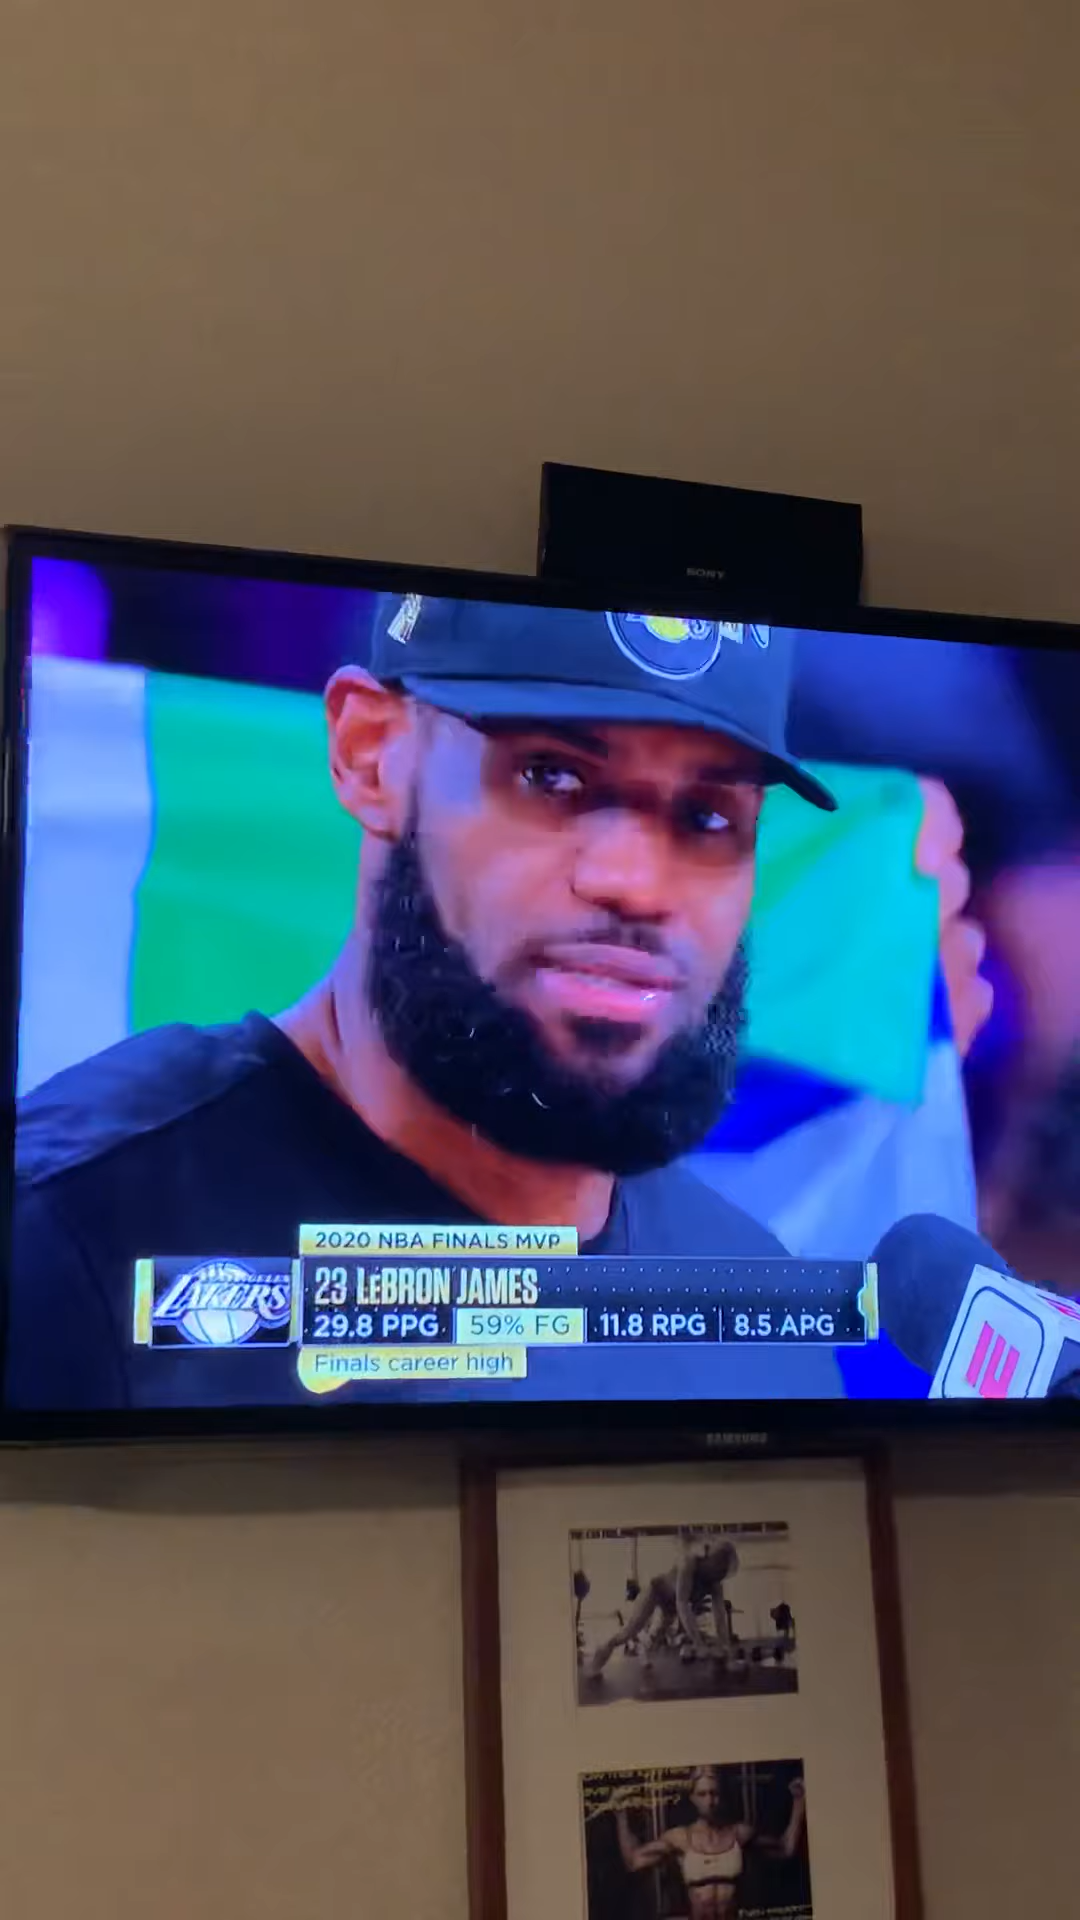 SONY
2020 NBA FINALS MVP
LAKERS
23 LEBRON JAMES
29.8 PPG 59% FG 11.8 RPG 8.5 APG
Finals career high
SAMSUNG